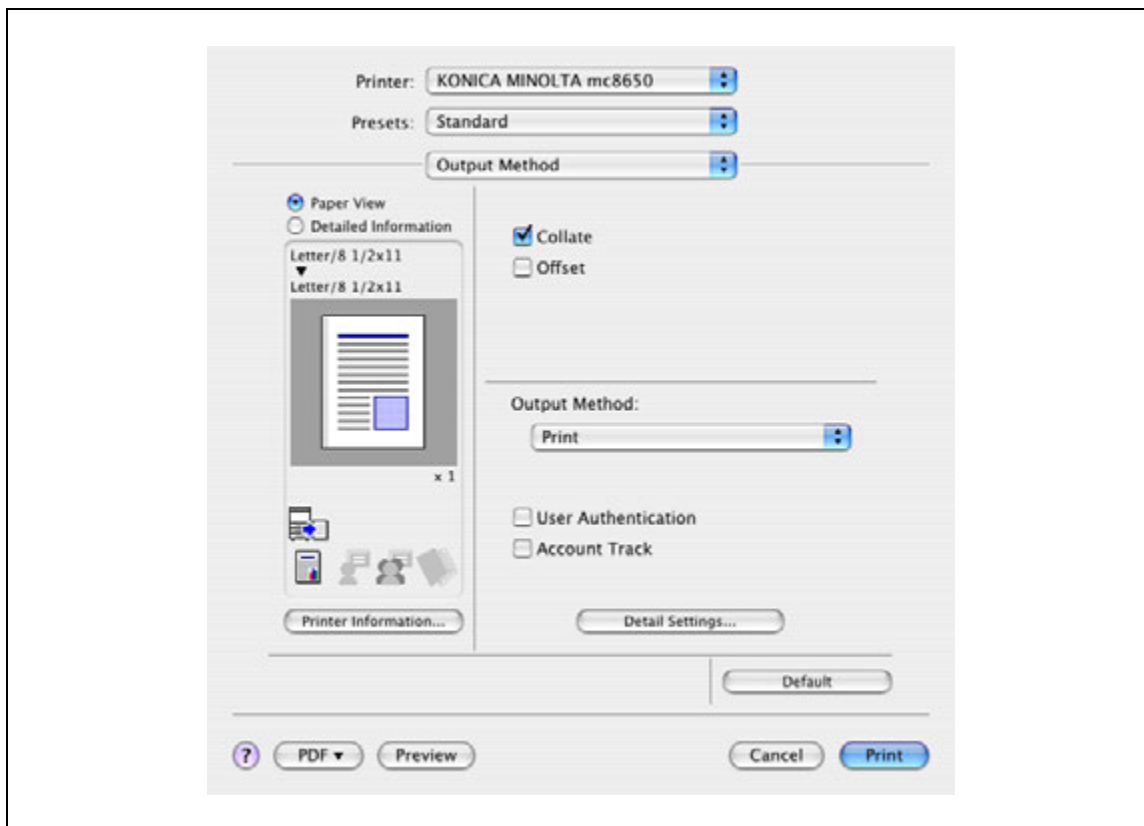 Printer: KONICA MINOLTA mc8650
Presets: Standard
Output Method
Paper View
Detailed Information
Letter/8 1/2x11
Letter/8 1/2x11
x 1
Printer Information...
Collate
Offset
Output Method:
Print
User Authentication
Account Track
Detail Settings...
Default
? PDF Preview Cancel Print